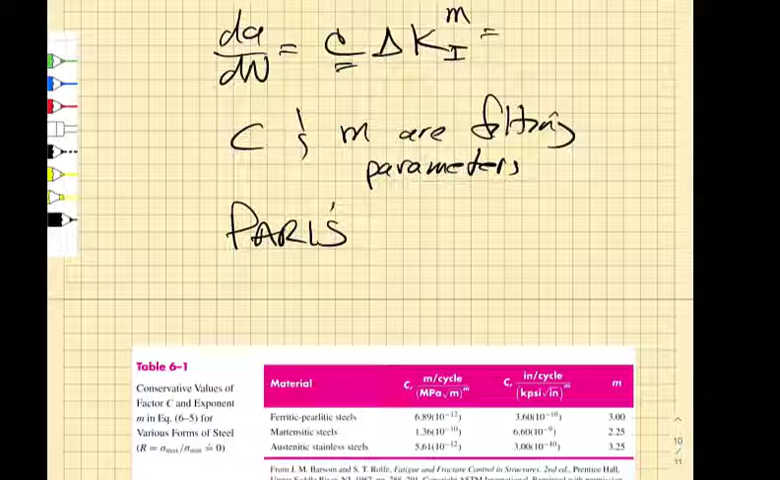 da/dN = C ΔK_I^m =
C & m are fitting
parameters
PARIS
Table 6–1
Conservative Values of
Factor C and Exponent
m in Eq. (6–5) for
Various Forms of Steel
(R = σmax/σmin ≐ 0)
Material C, m/cycle/(MPa√m)^m C, in/cycle/(kpsi√in)^m m
Ferritic-pearlitic steels 6.89(10⁻¹²) 3.60(10⁻¹⁰) 3.00
Martensitic steels 1.36(10⁻¹⁰) 6.60(10⁻⁹) 2.25
Austenitic stainless steels 5.61(10⁻¹²) 3.00(10⁻¹⁰) 3.25
From J. M. Barsom and S. T. Rolfe, Fatigue and Fracture Control in Structures, 2nd ed., Prentice Hall,
10
/
11